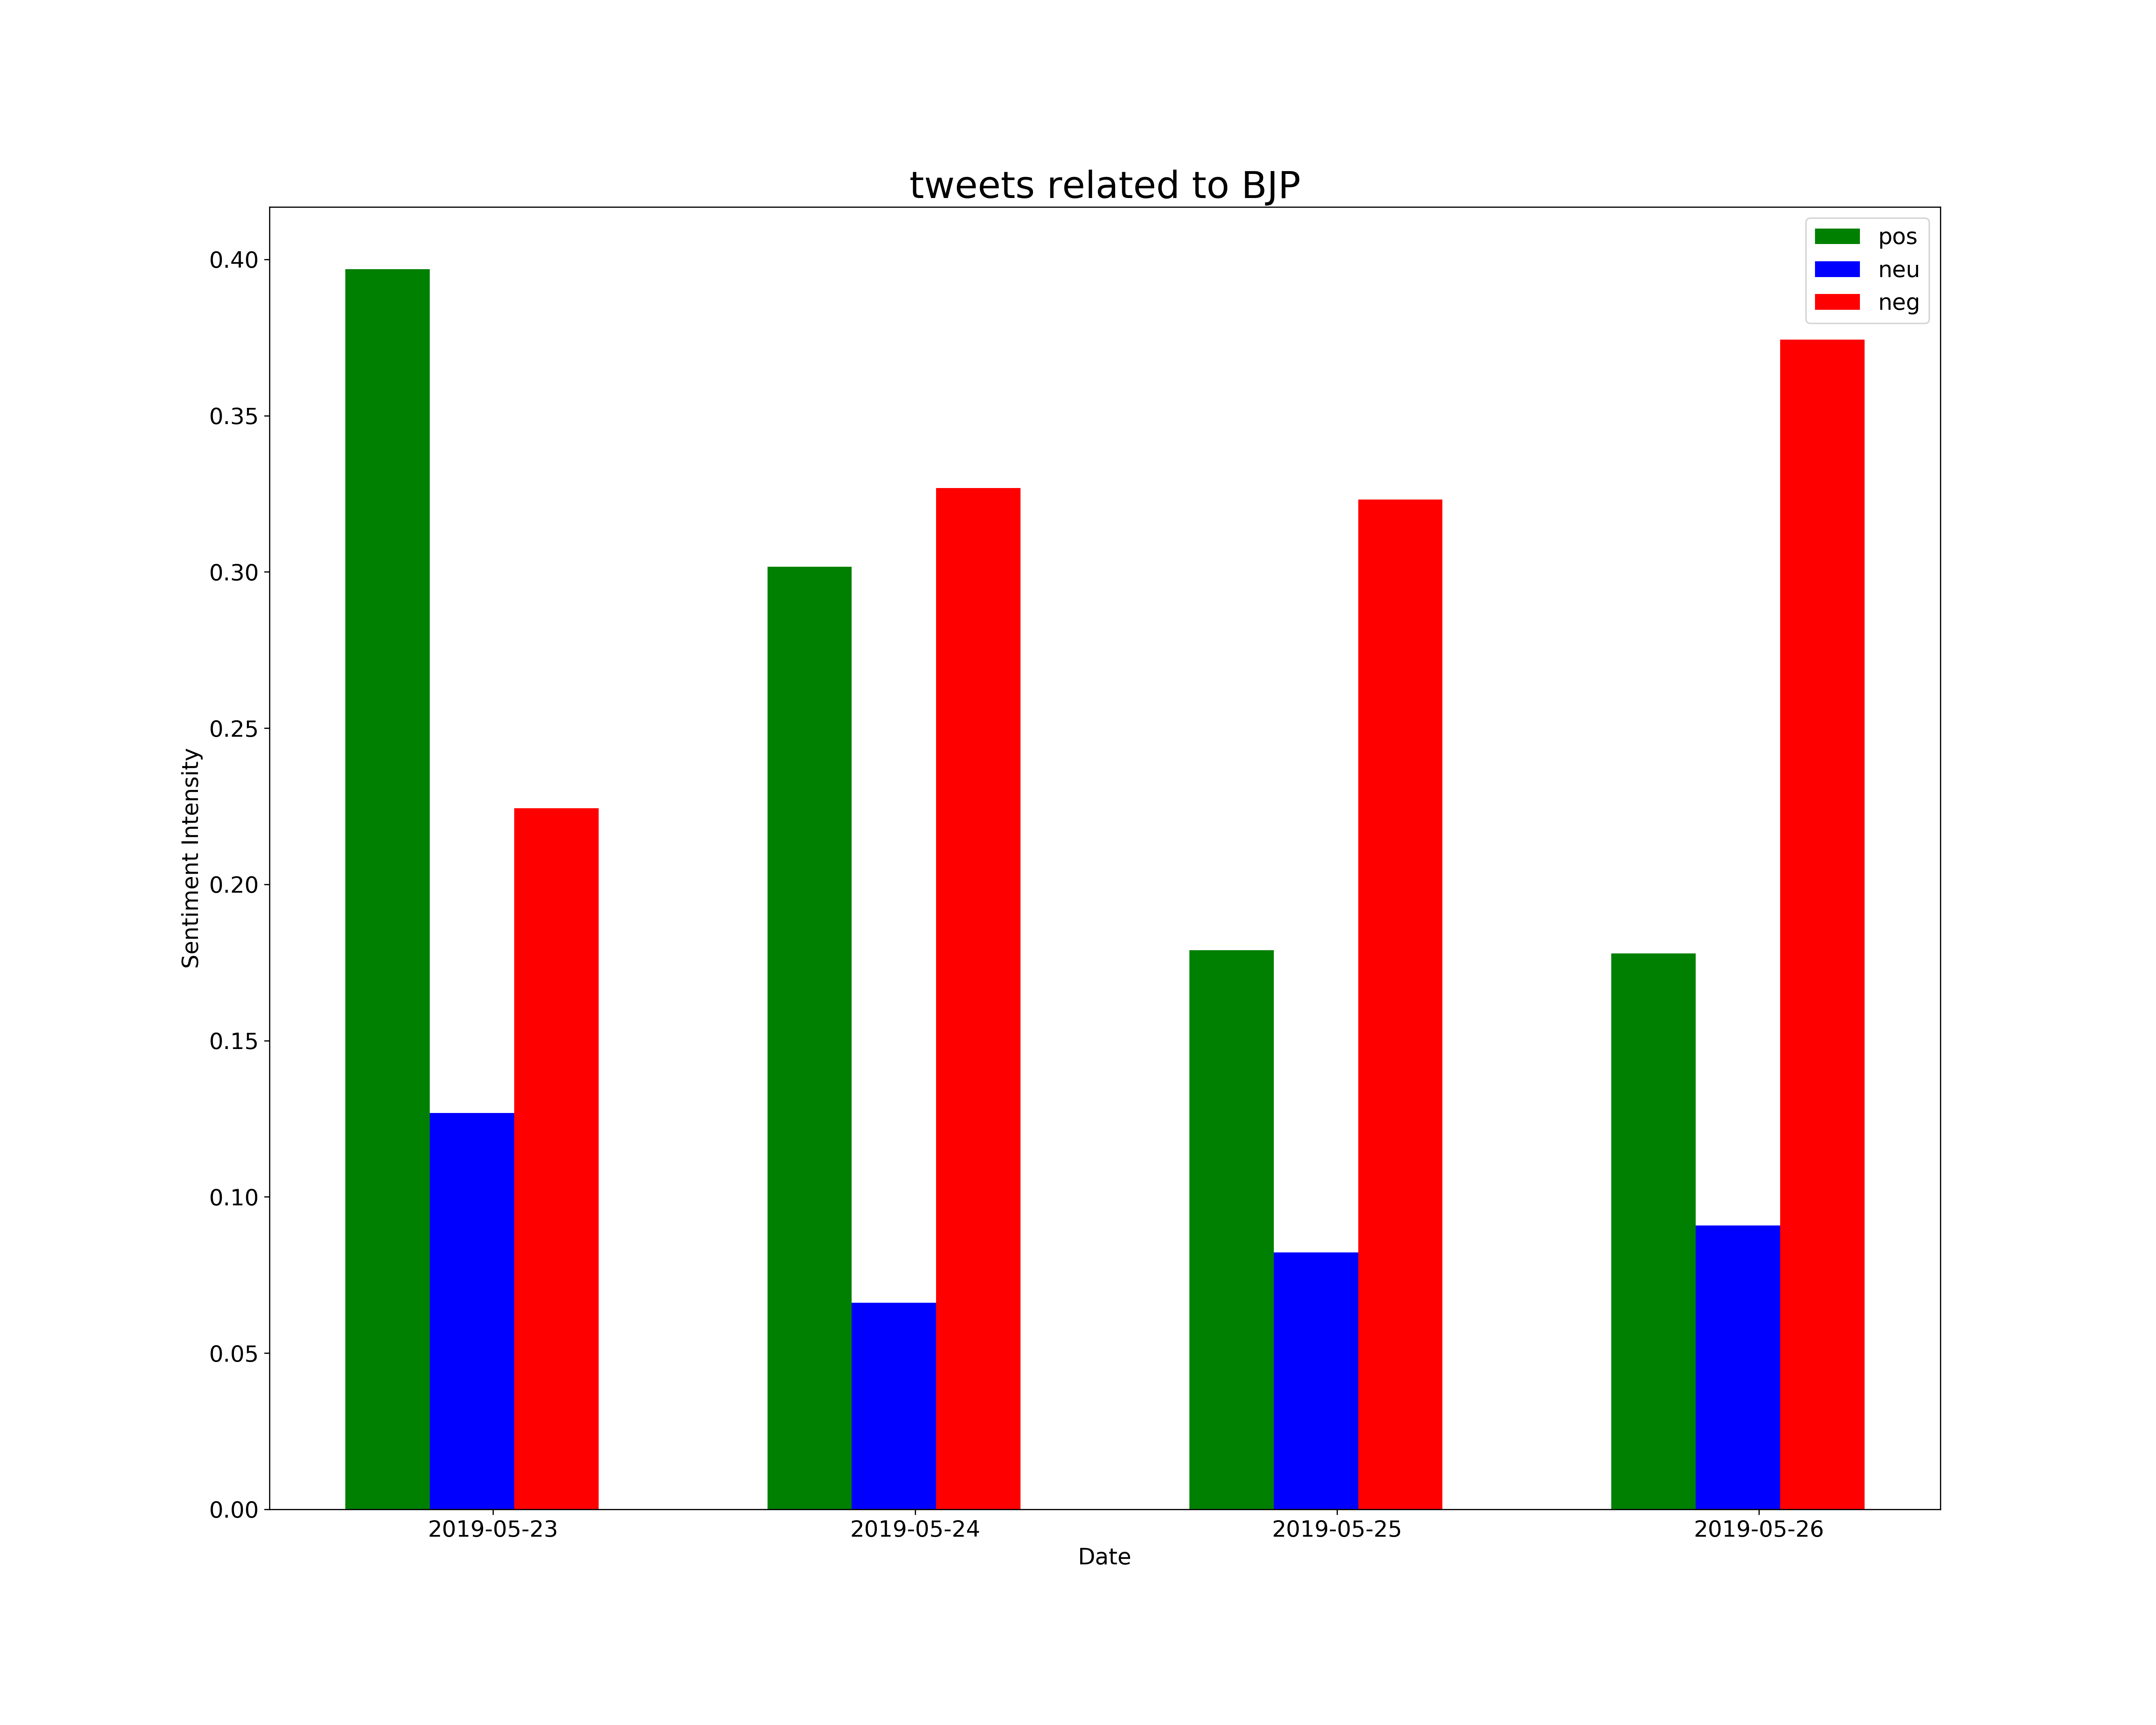 tweets related to BJP
pos
neu
neg
0.40
0.35
0.30
0.25
0.20
0.15
0.10
0.05
0.00
Sentiment Intensity
2019-05-23
2019-05-24
2019-05-25
2019-05-26
Date